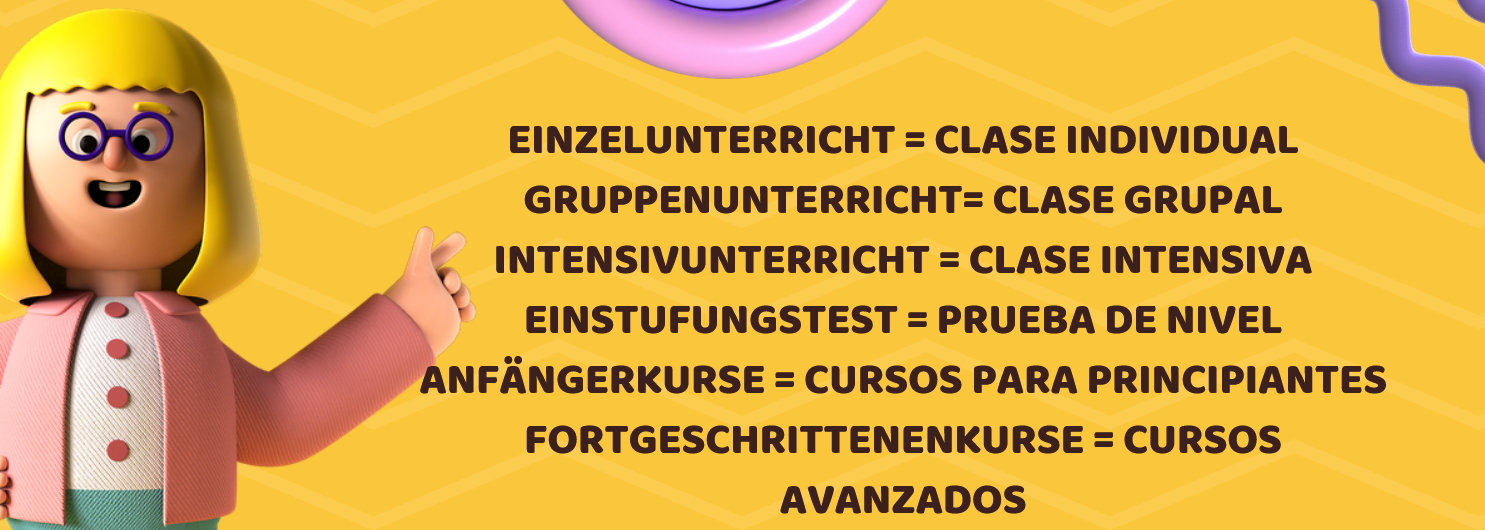 EINZELUNTERRICHT = CLASE INDIVIDUAL
GRUPPENUNTERRICHT= CLASE GRUPAL
INTENSIVUNTERRICHT = CLASE INTENSIVA
EINSTUFUNGSTEST = PRUEBA DE NIVEL
ANFÄNGERKURSE = CURSOS PARA PRINCIPIANTES
FORTGESCHRITTENENKURSE = CURSOS
AVANZADOS